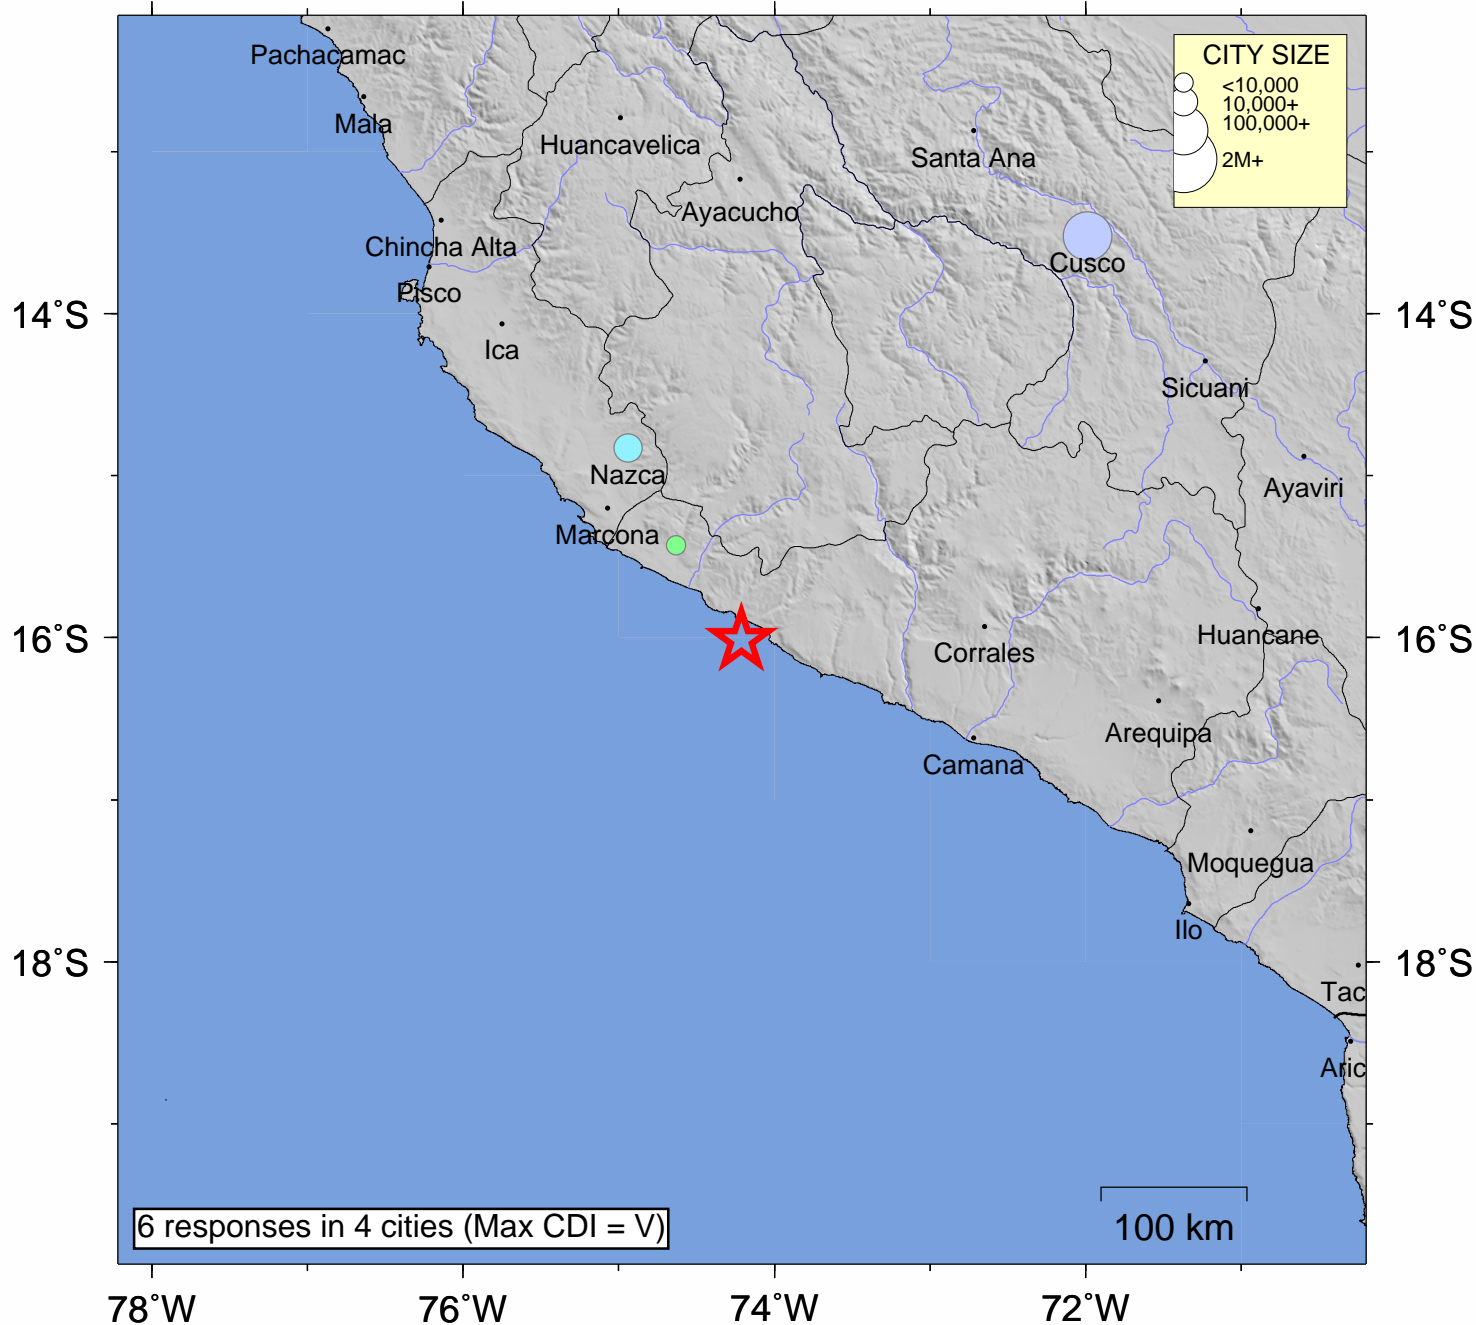 Pachacamac
CITY SIZE
<10,000
10,000+
100,000+
2M+
Mala
Huancavelica
Santa Ana
Ayacucho
Chincha Alta
Cusco
Pisco
14°S
14°S
Ica
Sicuani
Nazca
Ayaviri
Marcona
16°S
16°S
Huancane
Corrales
Arequipa
Camana
Moquegua
Ilo
18°S
18°S
Tac
Aric
6 responses in 4 cities (Max CDI = V)
100 km
78°W
76°W
74°W
72°W